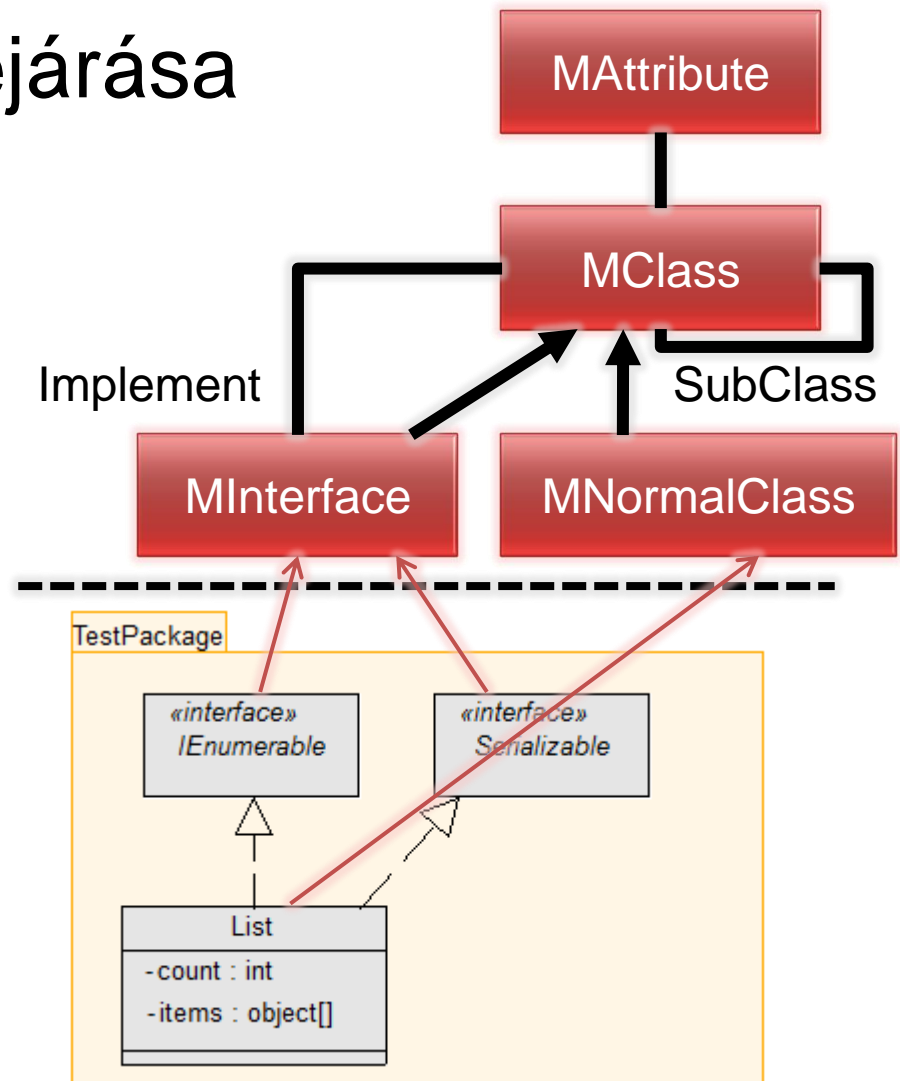 ejárása
MAttribute
MClass
Implement
SubClass
MInterface
MNormalClass
TestPackage
«interface»
IEnumerable
«interface»
Serializable
List
-count : int
-items : object[]